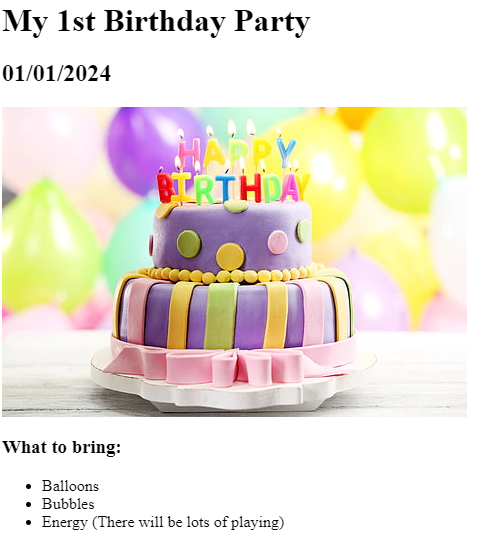 My 1st Birthday Party
01/01/2024
HAPPY
BIRTHDAY
What to bring:
Balloons
Bubbles
Energy (There will be lots of playing)